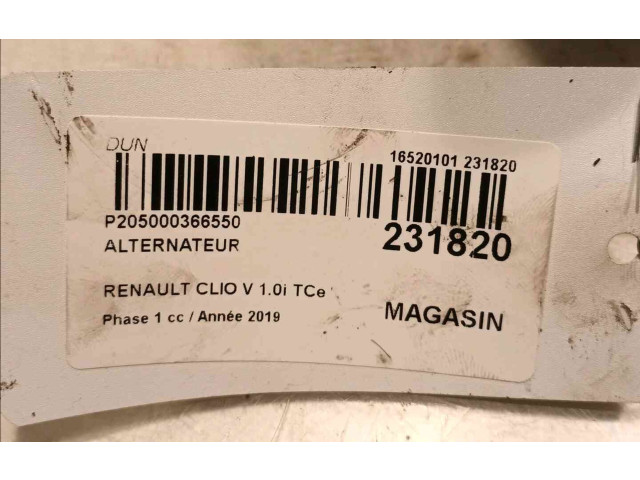 DUN
16520101 231820
P205000366550
231820
ALTERNATEUR
RENAULT CLIO V 1.0i TCe
Phase 1 cc / Année 2019
MAGASIN